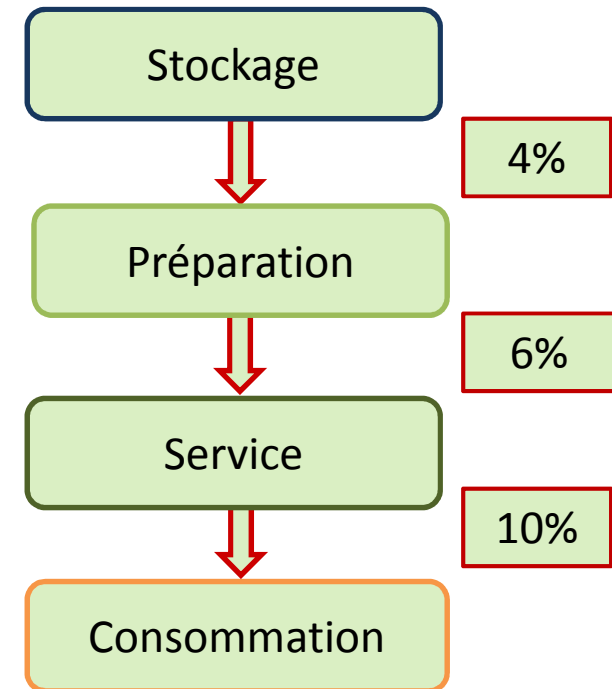 Stockage
4%
Préparation
6%
Service
10%
Consommation